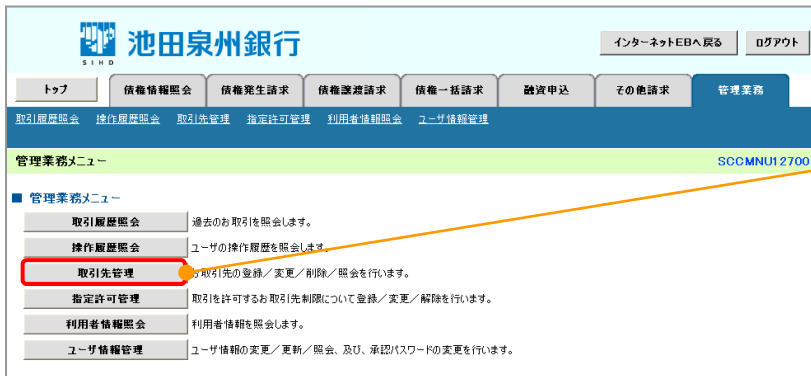 池田泉州銀行
SIHD
インターネットEBへ戻る ログアウト
トップ 債権情報照会 債権発生請求 債権譲渡請求 債権一括請求 融資申込 その他請求 管理業務
取引履歴照会 操作履歴照会 取引先管理 指定許可管理 利用者情報照会 ユーザ情報管理
管理業務メニュー SCCMNU12700
■ 管理業務メニュー
取引履歴照会 過去のお取引を照会します。
操作履歴照会 ユーザの操作履歴を照会します。
取引先管理 お取引先の登録／変更／削除／照会を行います。
指定許可管理 取引を許可するお取引先制限について登録／変更／解除を行います。
利用者情報照会 利用者情報を照会します。
ユーザ情報管理 ユーザ情報の変更／更新／照会、及び、承認パスワードの変更を行います。